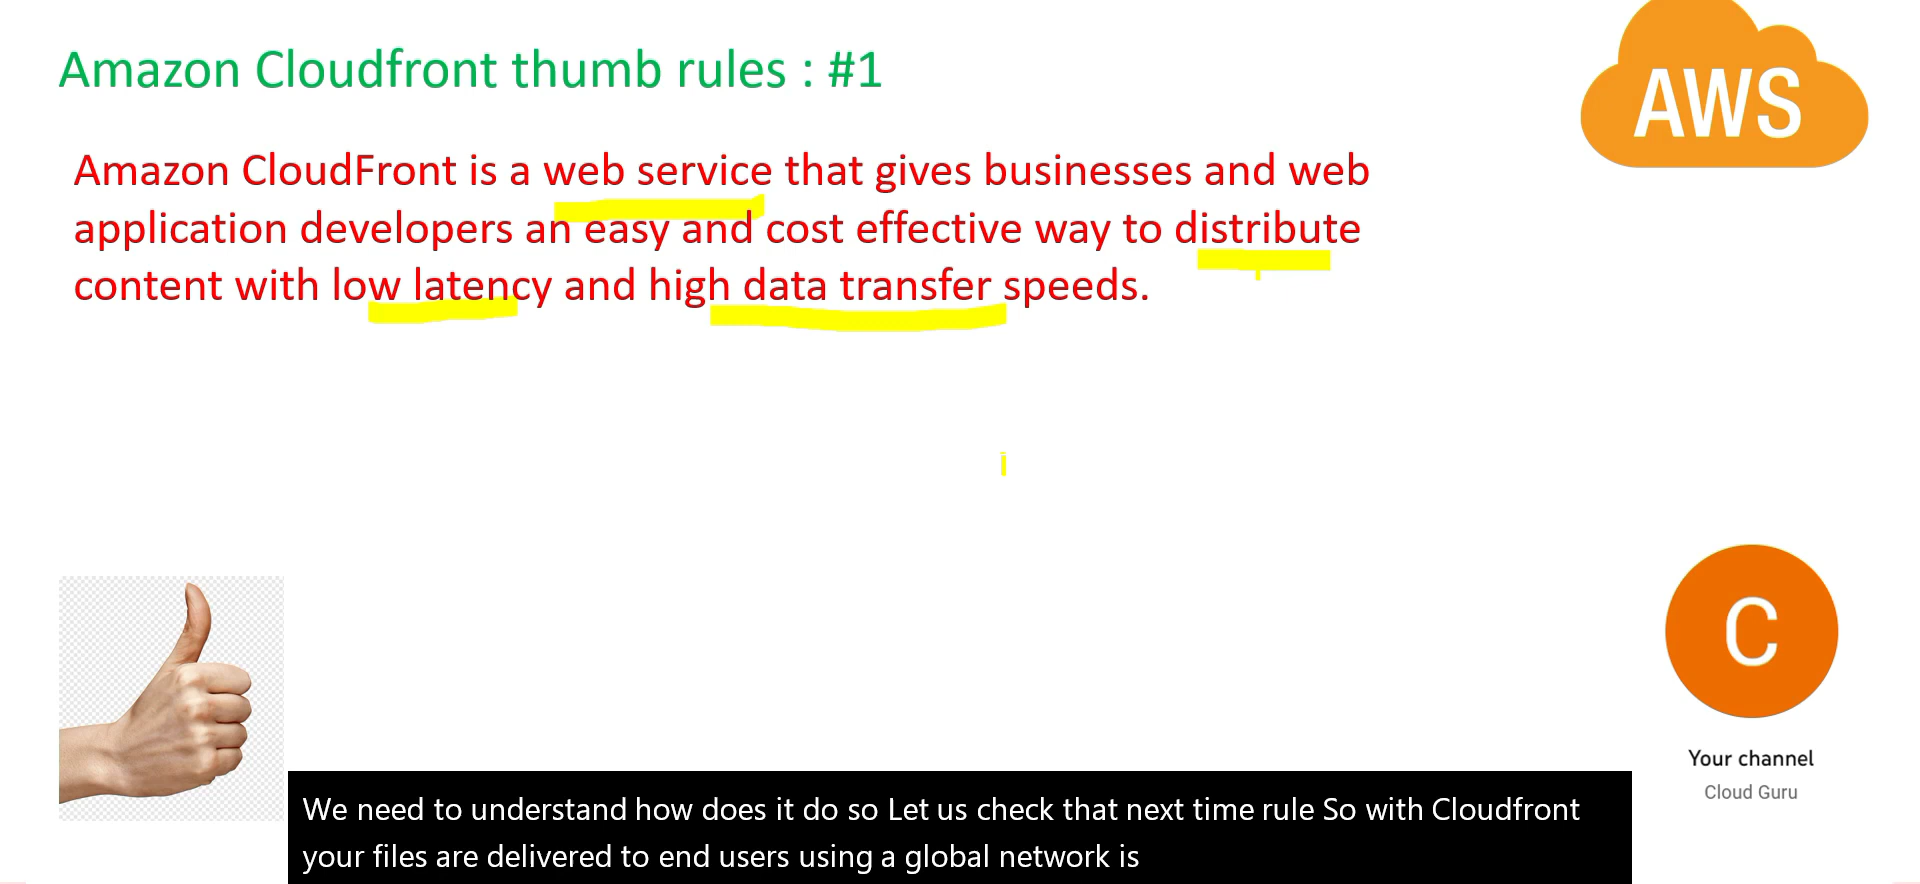 Amazon Cloudfront thumb rules : #1
AWS
Amazon CloudFront is a web service that gives businesses and web
application developers an easy and cost effective way to distribute
content with low latency and high data transfer speeds.
C
Your channel
Cloud Guru
We need to understand how does it do so Let us check that next time rule So with Cloudfront
your files are delivered to end users using a global network is